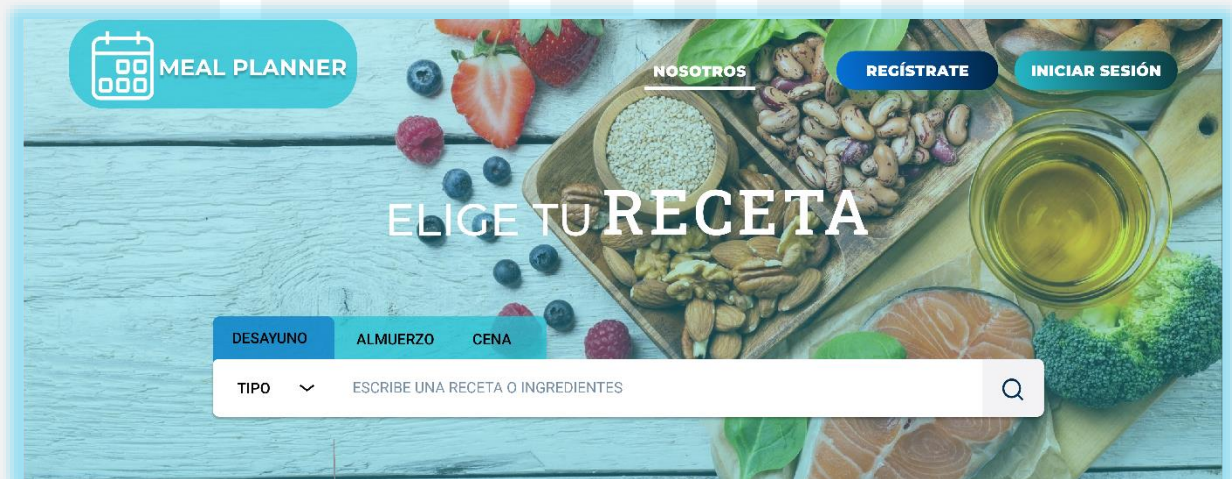 MEAL PLANNER
NOSOTROS
REGÍSTRATE
INICIAR SESIÓN
ELIGE TU RECETA
DESAYUNO
ALMUERZO
CENA
TIPO
ESCRIBE UNA RECETA O INGREDIENTES